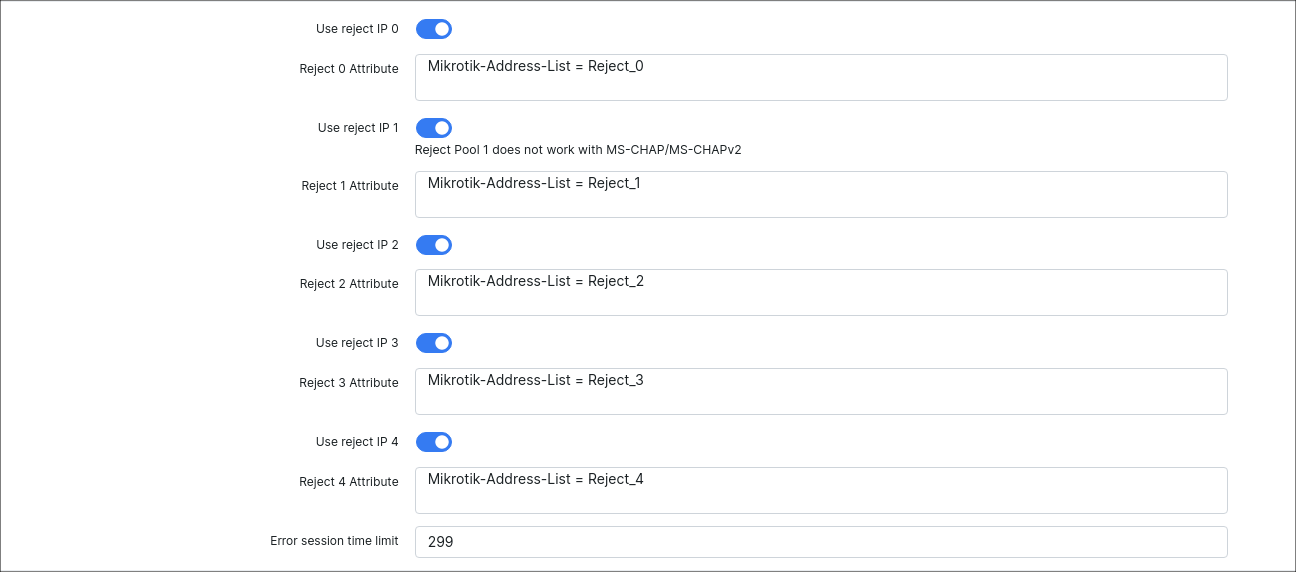 Use reject IP 0
Reject 0 Attribute Mikrotik-Address-List = Reject_0
Use reject IP 1
Reject Pool 1 does not work with MS-CHAP/MS-CHAPv2
Reject 1 Attribute Mikrotik-Address-List = Reject_1
Use reject IP 2
Reject 2 Attribute Mikrotik-Address-List = Reject_2
Use reject IP 3
Reject 3 Attribute Mikrotik-Address-List = Reject_3
Use reject IP 4
Reject 4 Attribute Mikrotik-Address-List = Reject_4
Error session time limit 299